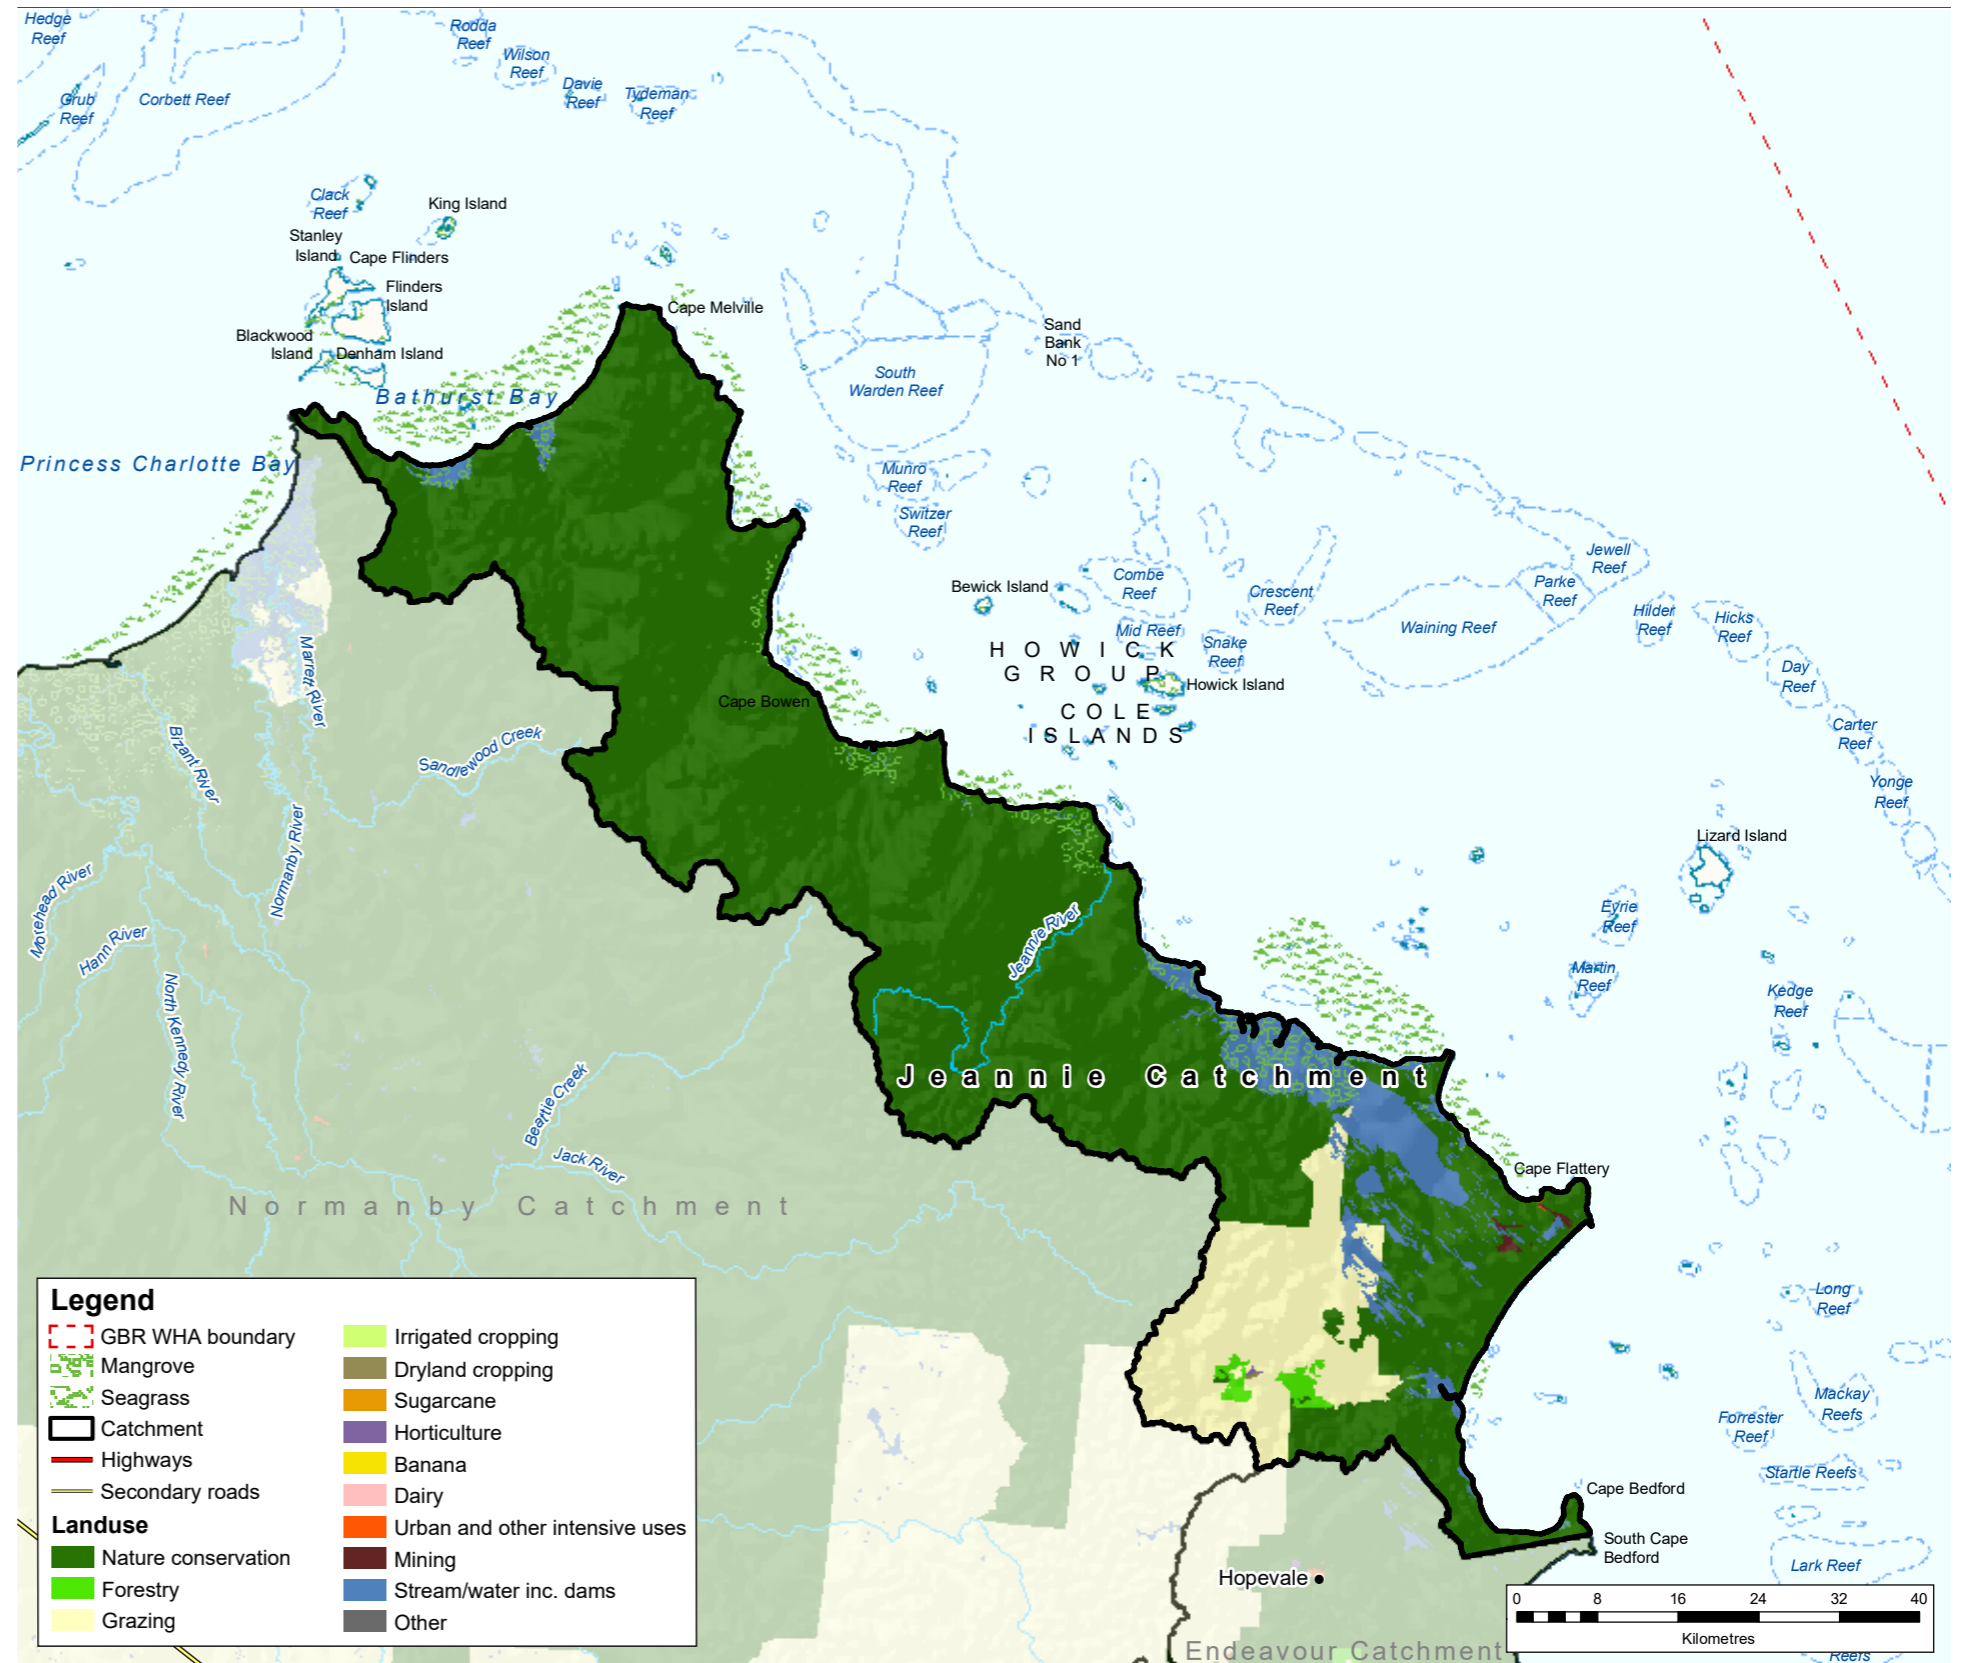 Hedge
Reef
Grub
Reef
Corbett Reef
Rodda
Reef
Wilson
Reef
Davie
Reef
Tydeman
Reef
Clack
Reef
King Island
Stanley
Island
Cape Flinders
Flinders
Island
Blackwood
Island
Denham Island
Cape Melville
Bathurst Bay
Princess Charlotte Bay
Sand
Bank
No 1
South
Warden Reef
Munro
Reef
Switzer
Reef
Bewick Island
Combe
Reef
Crescent
Reef
Mid Reef
Snake
Reef
HOWICK
GROUP
Howick Island
COLE
ISLANDS
Waining Reef
Parke
Reef
Jewell
Reef
Hilder
Reef
Hicks
Reef
Day
Reef
Carter
Reef
Yonge
Reef
Cape Bowen
Marrett River
Bizant River
Sandlewood Creek
Normanby River
Morehead River
Hann River
North Kennedy River
Jeannie River
Lizard Island
Eyrie
Reef
Martin
Reef
Kedge
Reef
Jeannie Catchment
Beartie Creek
Jack River
Normanby Catchment
Cape Flattery
Long
Reef
Mackay
Reefs
Forrester
Reef
Startle Reefs
Cape Bedford
South Cape
Bedford
Lark Reef
Hopevale
Endeavour Catchment
Reefs
Legend
GBR WHA boundary
Mangrove
Seagrass
Catchment
Highways
Secondary roads
Landuse
Nature conservation
Forestry
Grazing
Irrigated cropping
Dryland cropping
Sugarcane
Horticulture
Banana
Dairy
Urban and other intensive uses
Mining
Stream/water inc. dams
Other
0 8 16 24 32 40
Kilometres